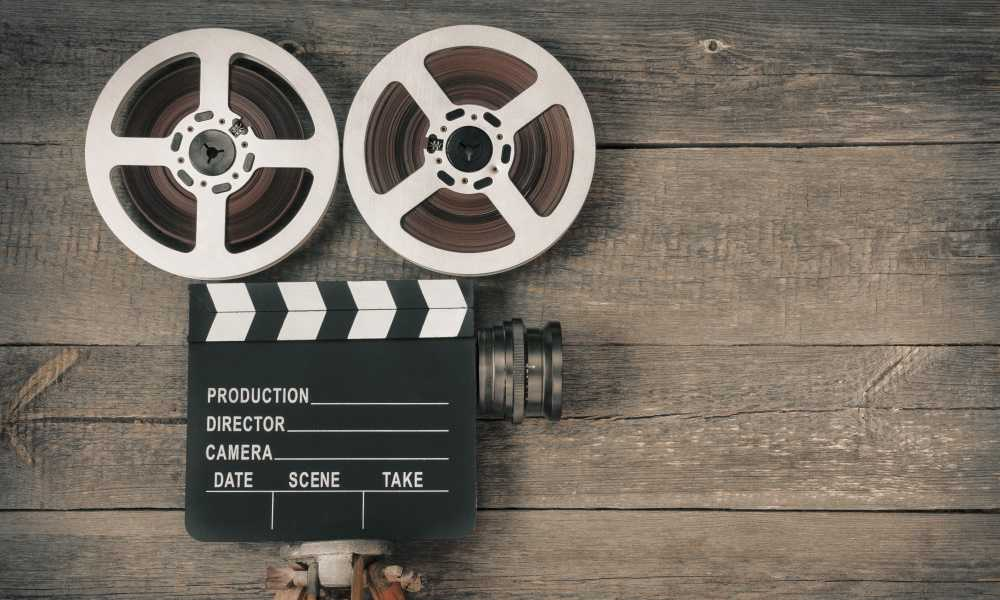 PRODUCTION
DIRECTOR
CAMERA
DATE SCENE TAKE